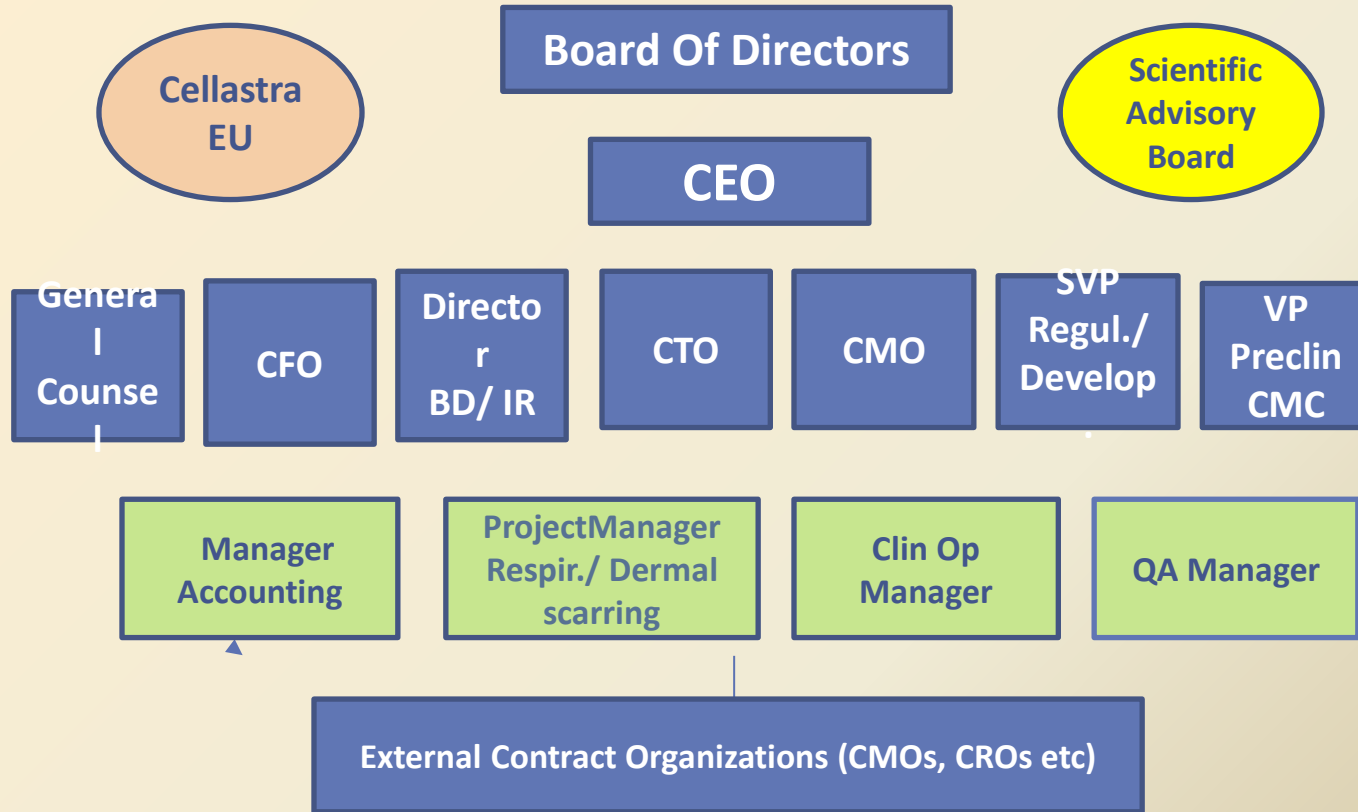 Board Of Directors
Cellastra
EU
Scientific
Advisory
Board
CEO
Genera
l
Counse
l
CFO
Directo
r
BD/ IR
CTO
CMO
SVP
Regul./
Develop
.
VP
Preclin
CMC
Manager
Accounting
ProjectManager
Respir./ Dermal
scarring
Clin Op
Manager
QA Manager
External Contract Organizations (CMOs, CROs etc)